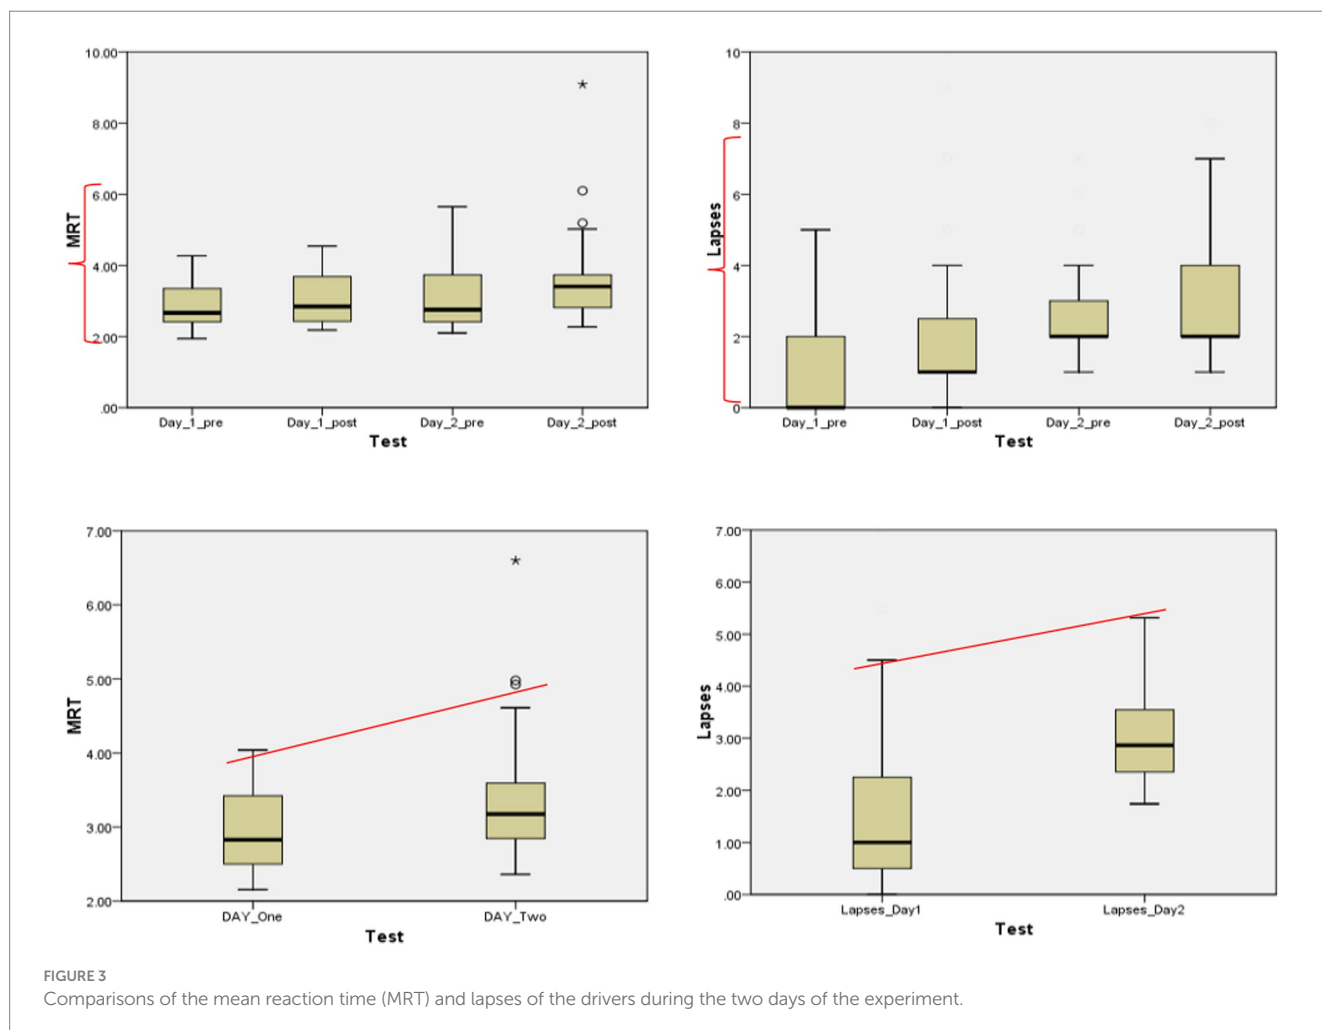 10.00
8.00
6.00
4.00
2.00
.00
MRT
Day_1_pre Day_1_post Day_2_pre Day_2_post
Test
10
8
6
4
2
0
Lapses
Day_1_pre Day_1_post Day_2_pre Day_2_post
Test
7.00
6.00
5.00
4.00
3.00
2.00
MRT
DAY_One DAY_Two
Test
7.00
6.00
5.00
4.00
3.00
2.00
1.00
.00
Lapses
Lapses_Day1 Lapses_Day2
Test
FIGURE 3
Comparisons of the mean reaction time (MRT) and lapses of the drivers during the two days of the experiment.